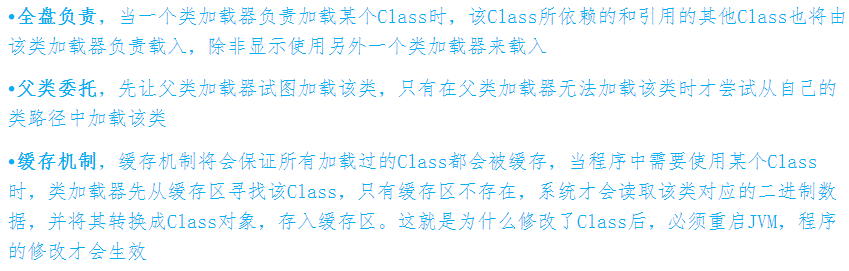 •全盘负责，当一个类加载器负责加载某个Class时，该Class所依赖的和引用的其他Class也将由
该类加载器负责载入，除非显示使用另外一个类加载器来载入
•父类委托，先让父类加载器试图加载该类，只有在父类加载器无法加载该类时才尝试从自己的
类路径中加载该类
•缓存机制，缓存机制将会保证所有加载过的Class都会被缓存，当程序中需要使用某个Class
时，类加载器先从缓存区寻找该Class，只有缓存区不存在，系统才会读取该类对应的二进制数
据，并将其转换成Class对象，存入缓存区。这就是为什么修改了Class后，必须重启JVM，程序
的修改才会生效